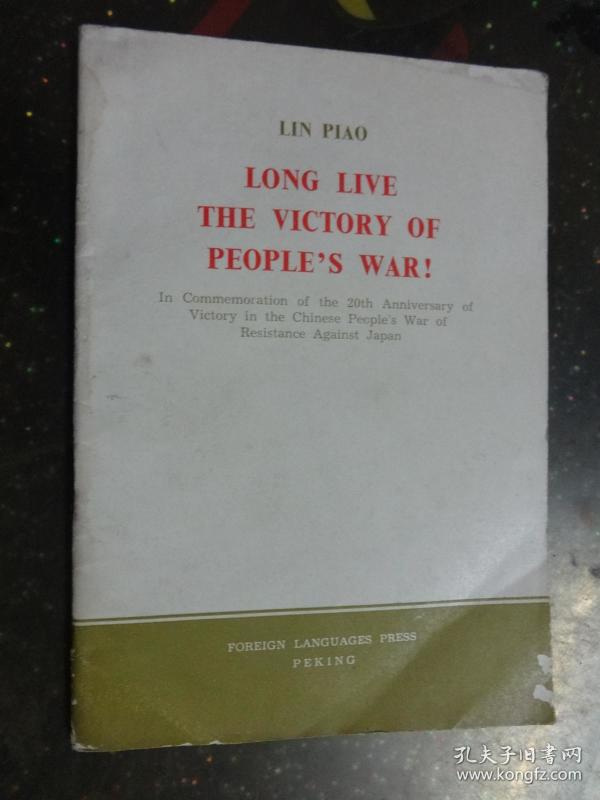 LIN PIAO
LONG LIVE
THE VICTORY OF
PEOPLE'S WAR!
In Commemoration of the 20th Anniversary of
Victory in the Chinese People's War of
Resistance Against Japan
FOREIGN LANGUAGES PRESS
PEKING
孔夫子旧書网
www.kongfz.com